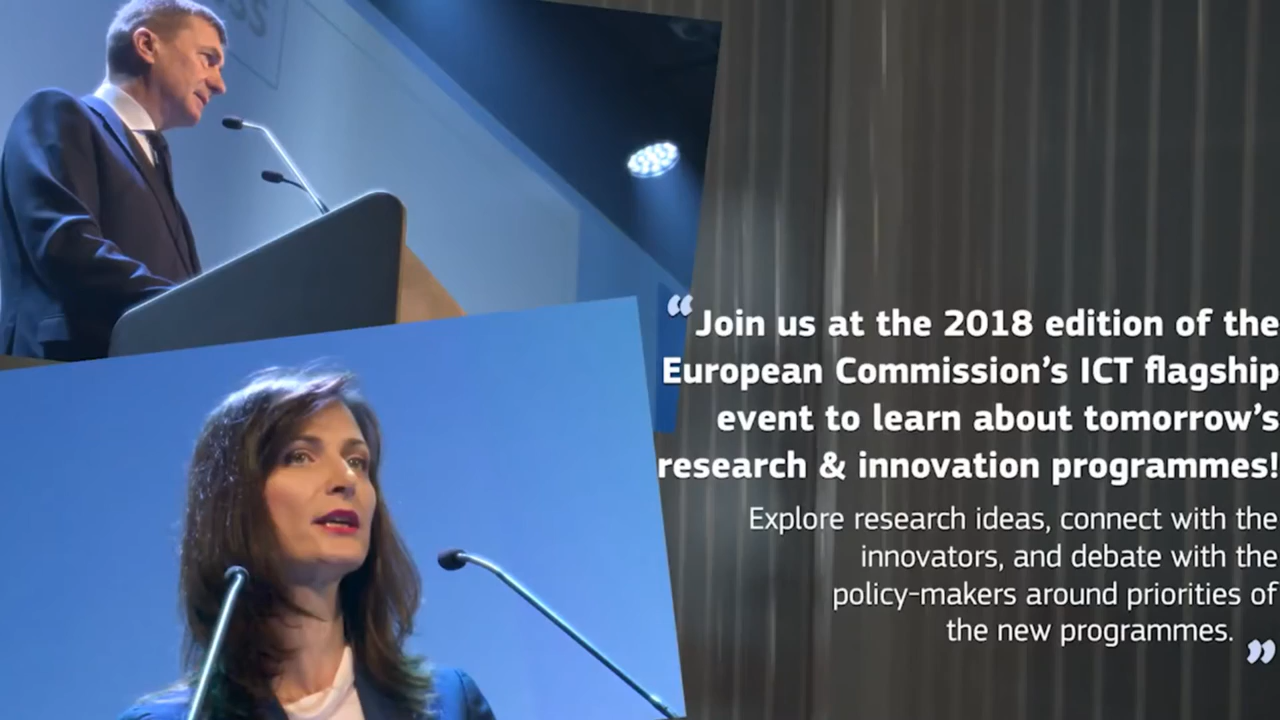 “Join us at the 2018 edition of the
European Commission’s ICT flagship
event to learn about tomorrow’s
research & innovation programmes!
Explore research ideas, connect with the
innovators, and debate with the
policy-makers around priorities of
the new programmes.”